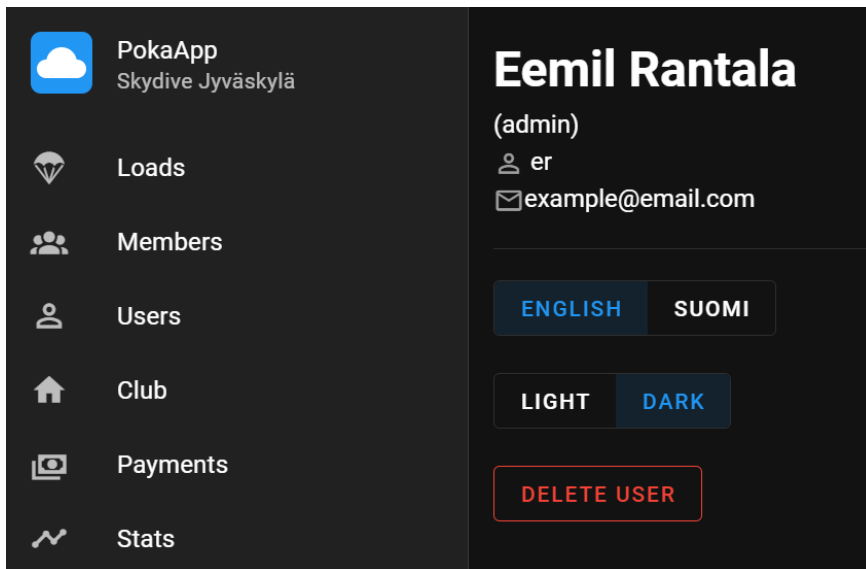 PokaApp
Skydive Jyväskylä
Loads
Members
Users
Club
Payments
Stats
Eemil Rantala
(admin)
er
example@email.com
ENGLISH SUOMI
LIGHT DARK
DELETE USER